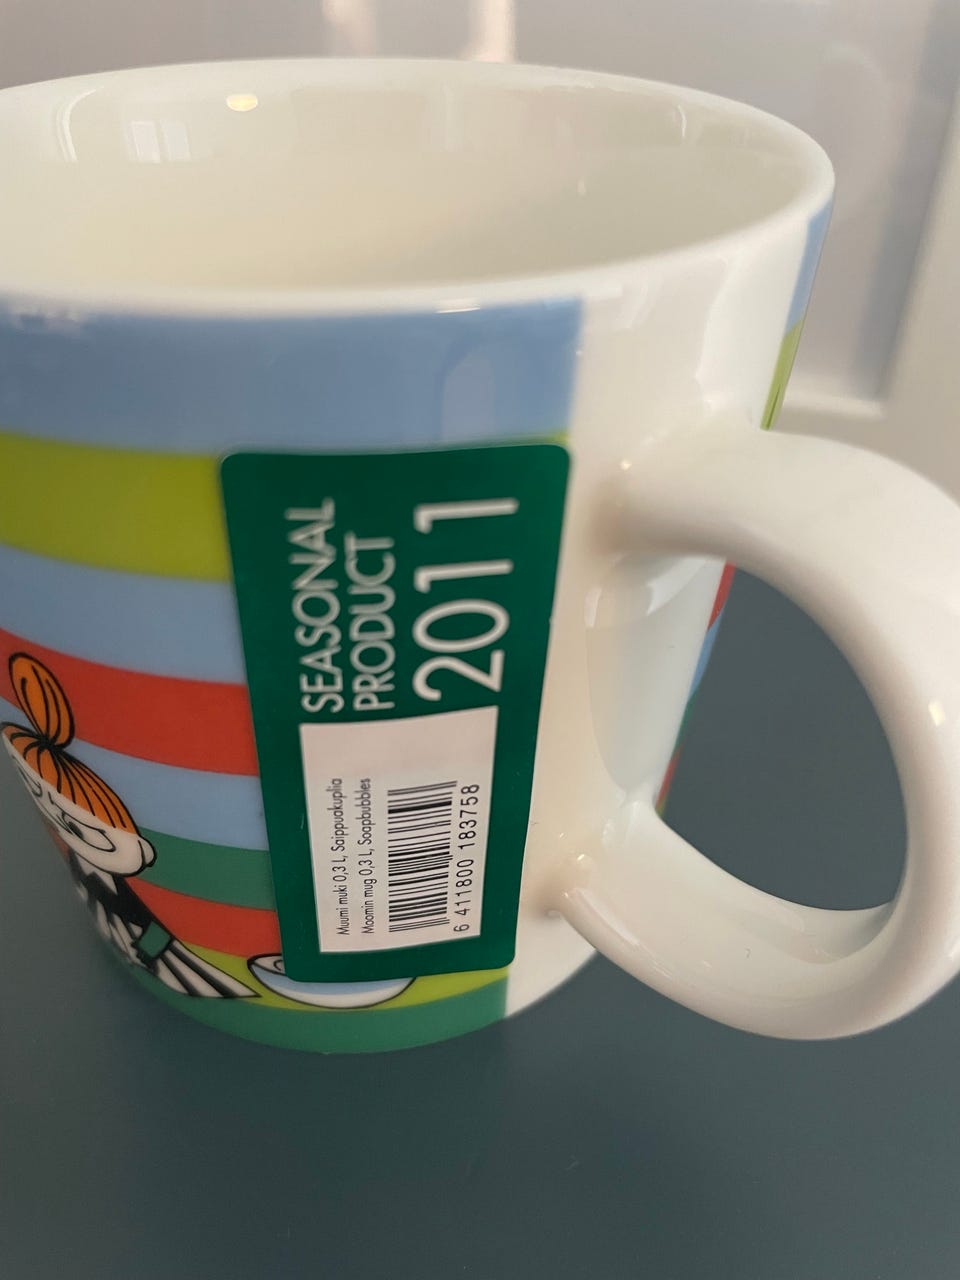 SEASONAL
PRODUCT
2011
Muumi muki 0,3 L, Saippuakuplia
Moomin mug 0,3 L, Soapbubbles
6 411800 183758